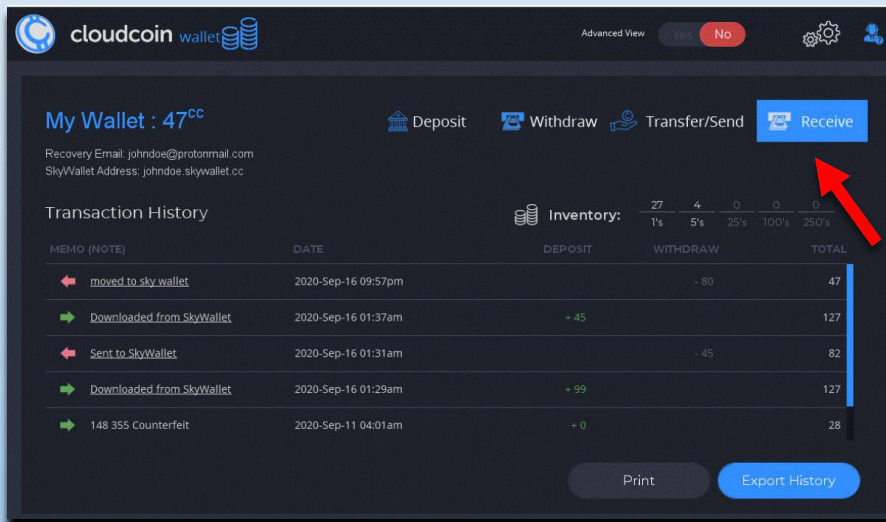 cloudcoin wallet
Advanced View Yes No
My Wallet : 47cc
Deposit Withdraw Transfer/Send Receive
Recovery Email: johndoe@protonmail.com
SkyWallet Address: johndoe.skywallet.cc
Transaction History
Inventory: 27 4 0 0 0
1's 5's 25's 100's 250's
MEMO (NOTE) DATE DEPOSIT WITHDRAW TOTAL
moved to sky wallet 2020-Sep-16 09:57pm - 80 47
Downloaded from SkyWallet 2020-Sep-16 01:37am + 45 127
Sent to SkyWallet 2020-Sep-16 01:31am - 45 82
Downloaded from SkyWallet 2020-Sep-16 01:29am + 99 127
148 355 Counterfeit 2020-Sep-11 04:01am + 0 28
Print Export History